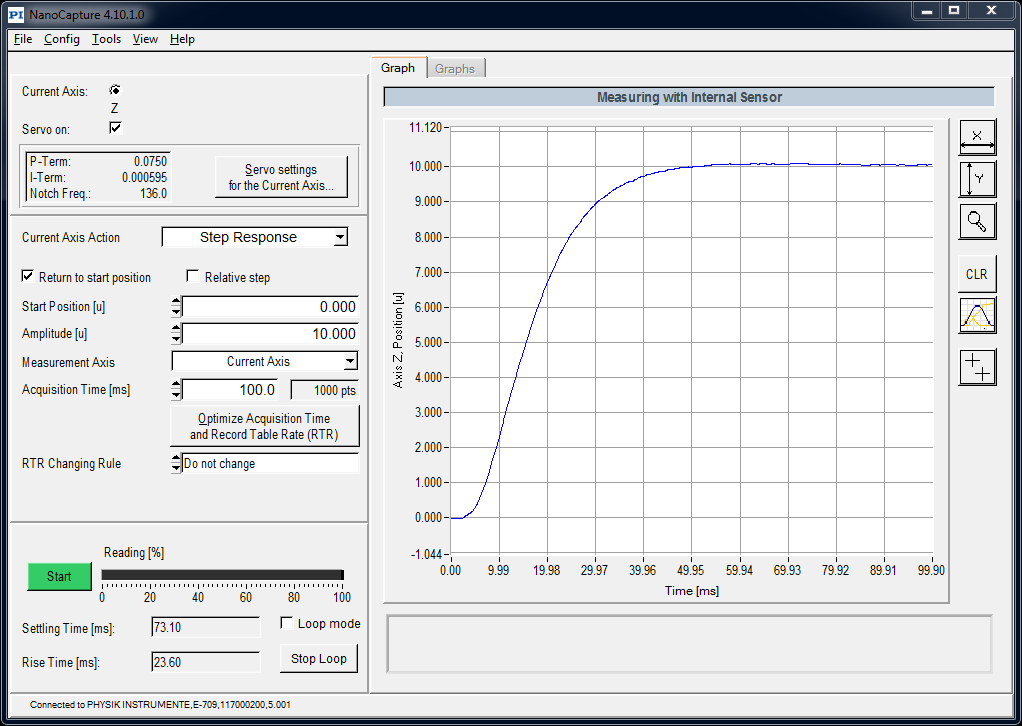 PI NanoCapture 4.10.1.0
File Config Tools View Help
Current Axis:
Z
Servo on:
P-Term: 0.0750
I-Term: 0.000595
Notch Freq.: 136.0
Servo settings
for the Current Axis...
Current Axis Action Step Response
Return to start position Relative step
Start Position [u] 0.000
Amplitude [u] 10.000
Measurement Axis Current Axis
Acquisition Time [ms] 100.0 1000 pts
Optimize Acquisition Time
and Record Table Rate (RTR)
RTR Changing Rule Do not change
Reading [%]
Start
0 20 40 60 80 100
Settling Time [ms]: 73.10 Loop mode
Rise Time [ms]: 23.60 Stop Loop
Graph Graphs
Measuring with Internal Sensor
11.120
10.000
9.000
8.000
7.000
6.000
5.000
4.000
3.000
2.000
1.000
0.000
-1.044
Axis Z, Position [u]
0.00 9.99 19.98 29.97 39.96 49.95 59.94 69.93 79.92 89.91 99.90
Time [ms]
X
Y
CLR
Connected to PHYSIK INSTRUMENTE,E-709,117000200,5.001